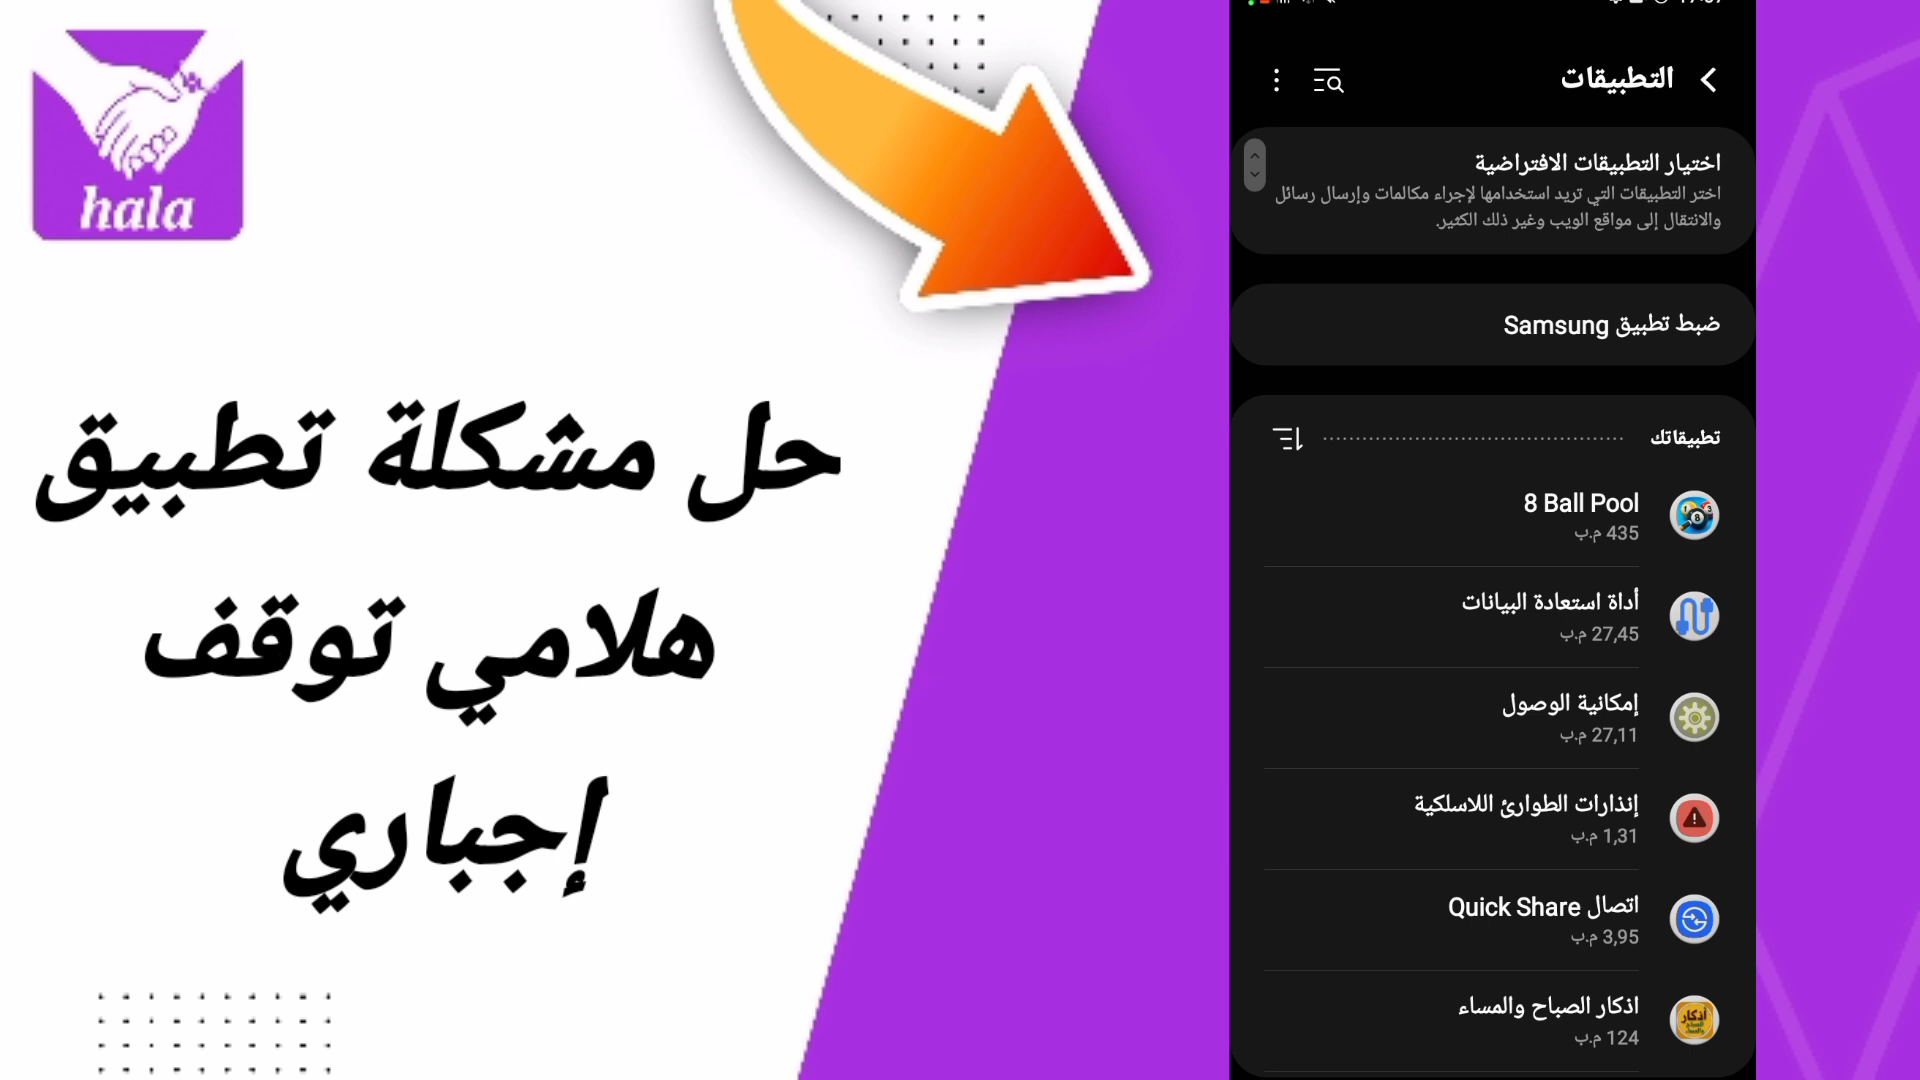 hala
حل مشكلة تطبيق
هلامي توقف
إجباري
التطبيقات
اختيار التطبيقات الافتراضية
اختر التطبيقات التي تريد استخدامها لإجراء مكالمات وإرسال رسائل
والانتقال إلى مواقع الويب وغير ذلك الكثير.
ضبط تطبيق Samsung
تطبيقاتك
8 Ball Pool
435 م.ب
أداة استعادة البيانات
27,45 م.ب
إمكانية الوصول
27,11 م.ب
إنذارات الطوارئ اللاسلكية
1,31 م.ب
اتصال Quick Share
3,95 م.ب
اذكار الصباح والمساء
124 م.ب